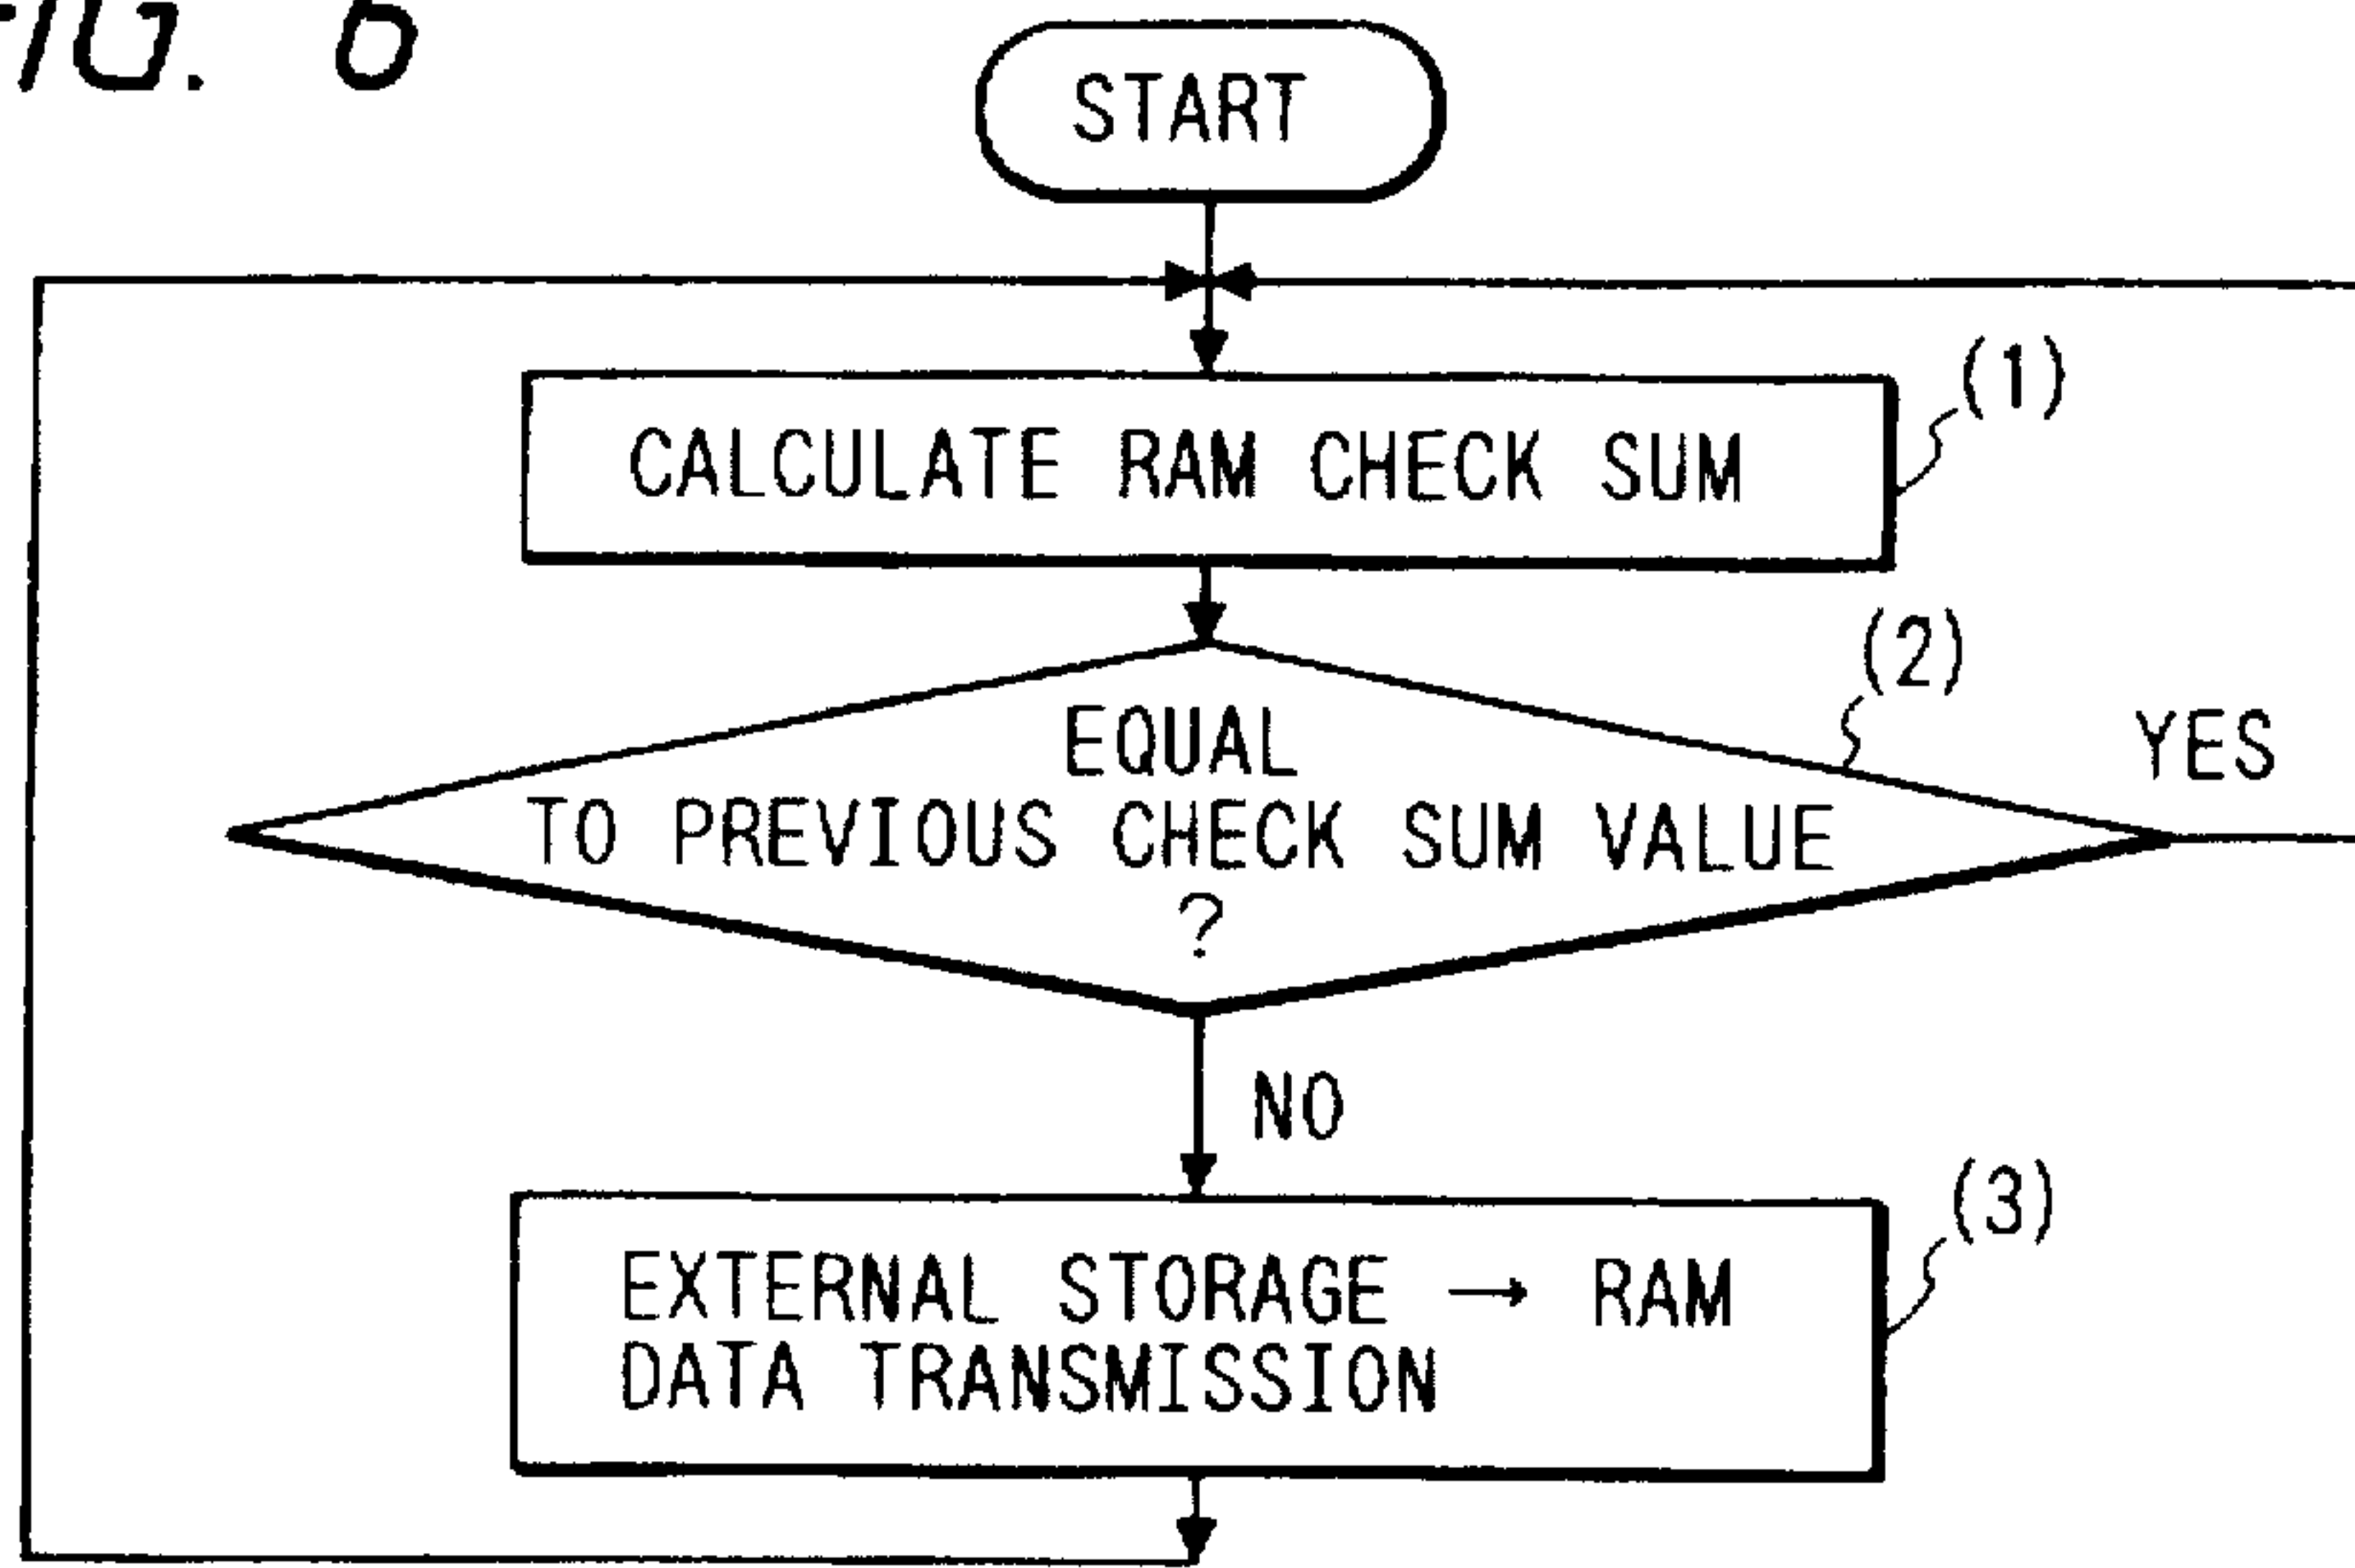 FIG. 6
START
CALCULATE RAM CHECK SUM
(1)
EQUAL
TO PREVIOUS CHECK SUM VALUE
?
(2)
YES
NO
EXTERNAL STORAGE → RAM
DATA TRANSMISSION
(3)